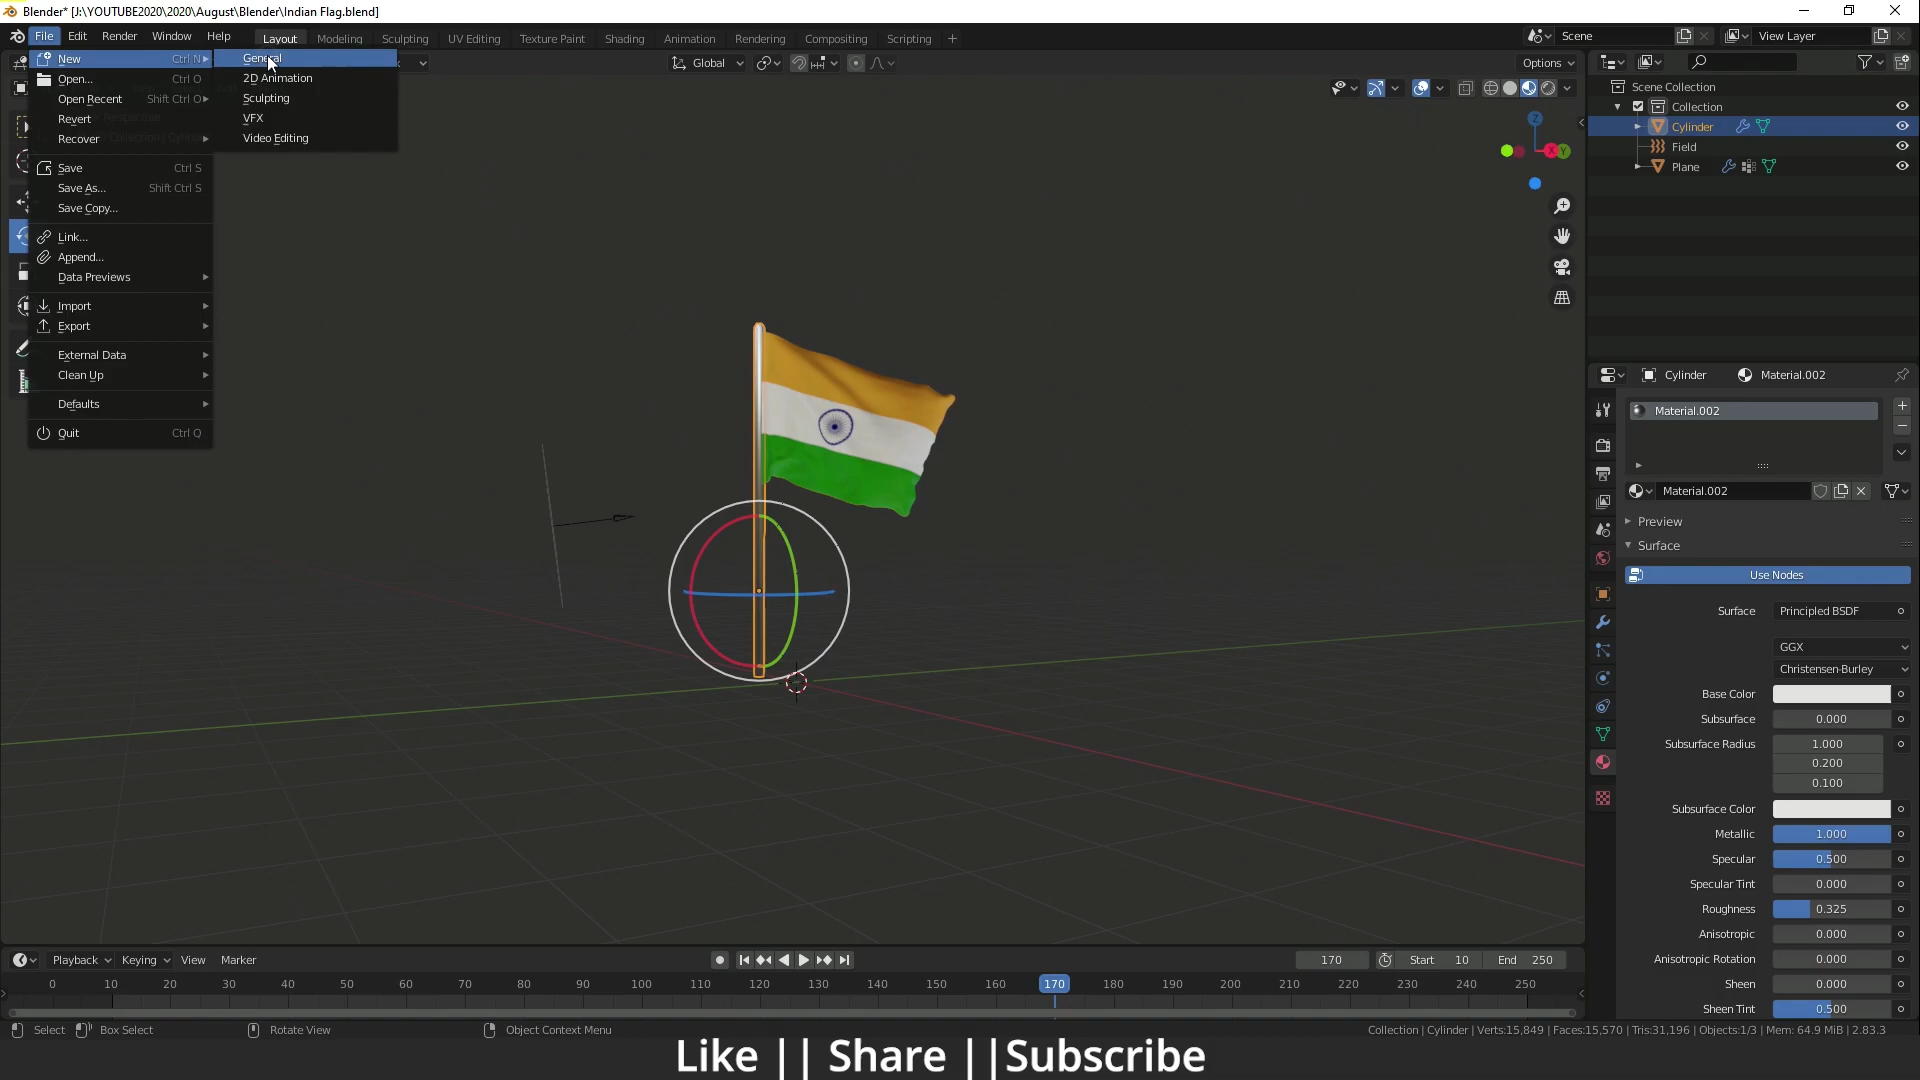 Blender* [J:\YOUTUBE2020\2020\August\Blender\Indian Flag.blend]
File Edit Render Window Help Layout Modeling Sculpting UV Editing Texture Paint Shading Animation Rendering Compositing Scripting Scene View Layer
New Ctrl N General Global Options
Open... Ctrl O 2D Animation
Open Recent Shift Ctrl O Sculpting
Revert VFX
Recover Video Editing
Save Ctrl S
Save As... Shift Ctrl S
Save Copy...
Link...
Append...
Data Previews
Import
Export
External Data
Clean Up
Defaults
Quit Ctrl Q
Z
X Y
Scene Collection
Collection
Cylinder
Field
Plane
Cylinder Material.002
Material.002
Material.002
Preview
Surface
Use Nodes
Surface Principled BSDF
GGX
Christensen-Burley
Base Color
Subsurface 0.000
Subsurface Radius 1.000
0.200
0.100
Subsurface Color
Metallic 1.000
Specular 0.500
Specular Tint 0.000
Roughness 0.325
Anisotropic 0.000
Anisotropic Rotation 0.000
Sheen 0.000
Sheen Tint 0.500
Playback Keying View Marker 170 Start 10 End 250
0 10 20 30 40 50 60 70 80 90 100 110 120 130 140 150 160 170 180 190 200 210 220 230 240 250
Select Box Select Rotate View Object Context Menu Collection | Cylinder | Verts:15,849 | Faces:15,570 | Tris:31,196 | Objects:1/3 | Mem: 64.9 MiB | 2.83.3
Like || Share ||Subscribe